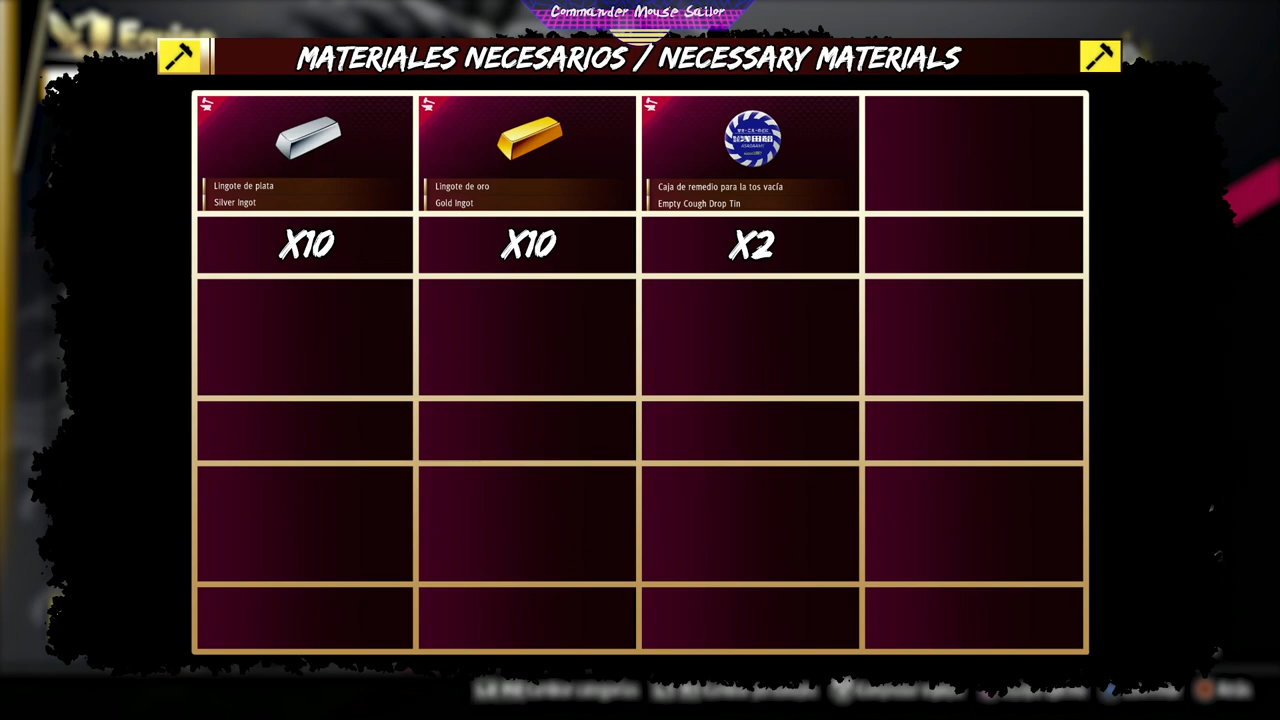 Commander Mouse Sailor
MATERIALES NECESARIOS / NECESSARY MATERIALS
Lingote de plata
Silver Ingot
Lingote de oro
Gold Ingot
Caja de remedio para la tos vacía
Empty Cough Drop Tin
X10
X10
X2